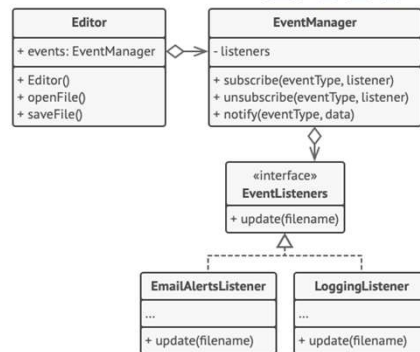 Editor
+ events: EventManager
+ Editor()
+ openFile()
+ saveFile()
EventManager
- listeners
+ subscribe(eventType, listener)
+ unsubscribe(eventType, listener)
+ notify(eventType, data)
«interface»
EventListeners
+ update(filename)
EmailAlertsListener
...
+ update(filename)
LoggingListener
...
+ update(filename)